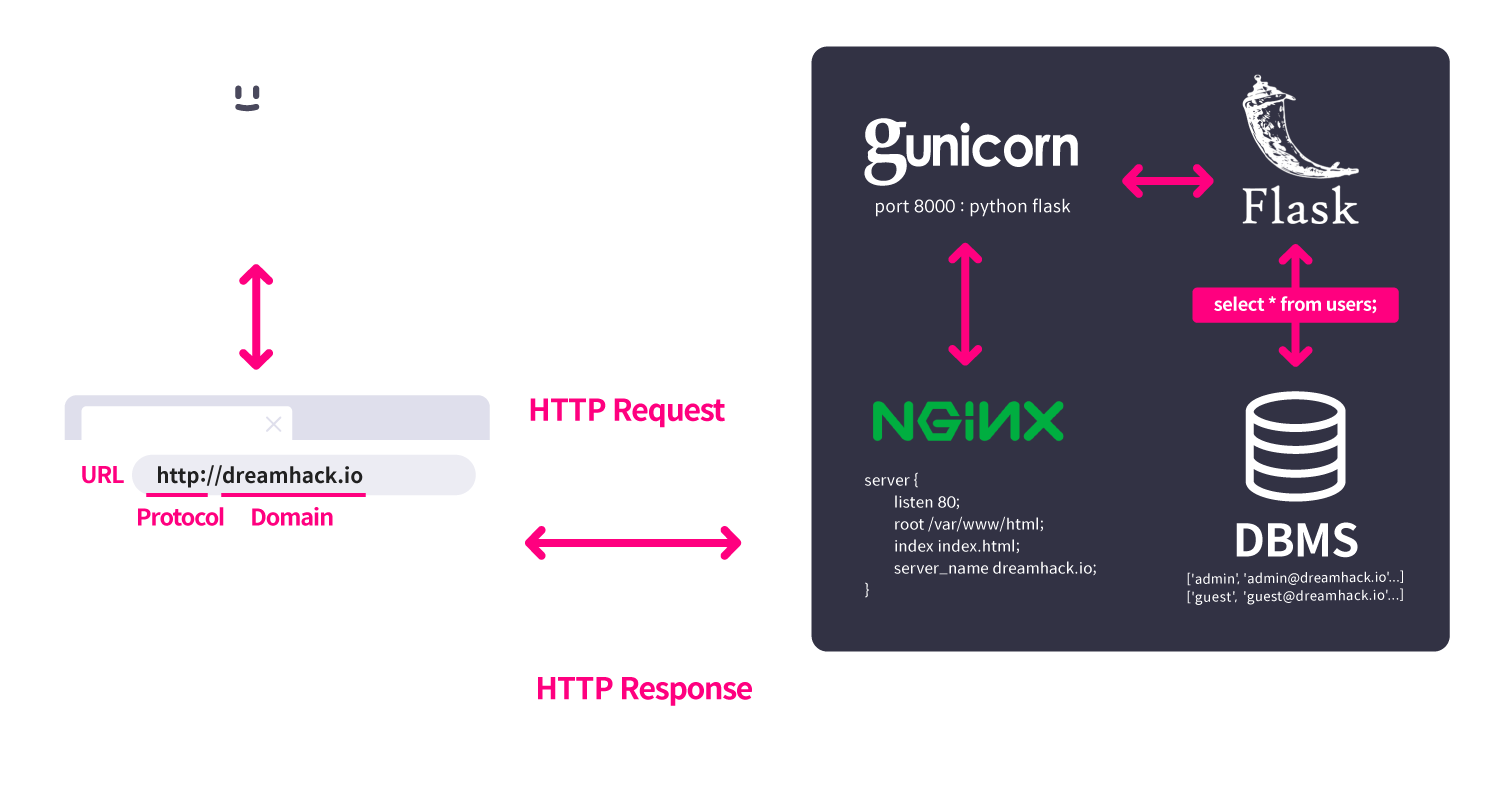 HTTP Request
URL
http://dreamhack.io
Protocol
Domain
HTTP Response
gunicorn
port 8000 : python flask
Flask
select * from users;
NGINX
server {
listen 80;
root /var/www/html;
index index.html;
server_name dreamhack.io;
}
DBMS
['admin', 'admin@dreamhack.io'...]
['guest', 'guest@dreamhack.io'...]